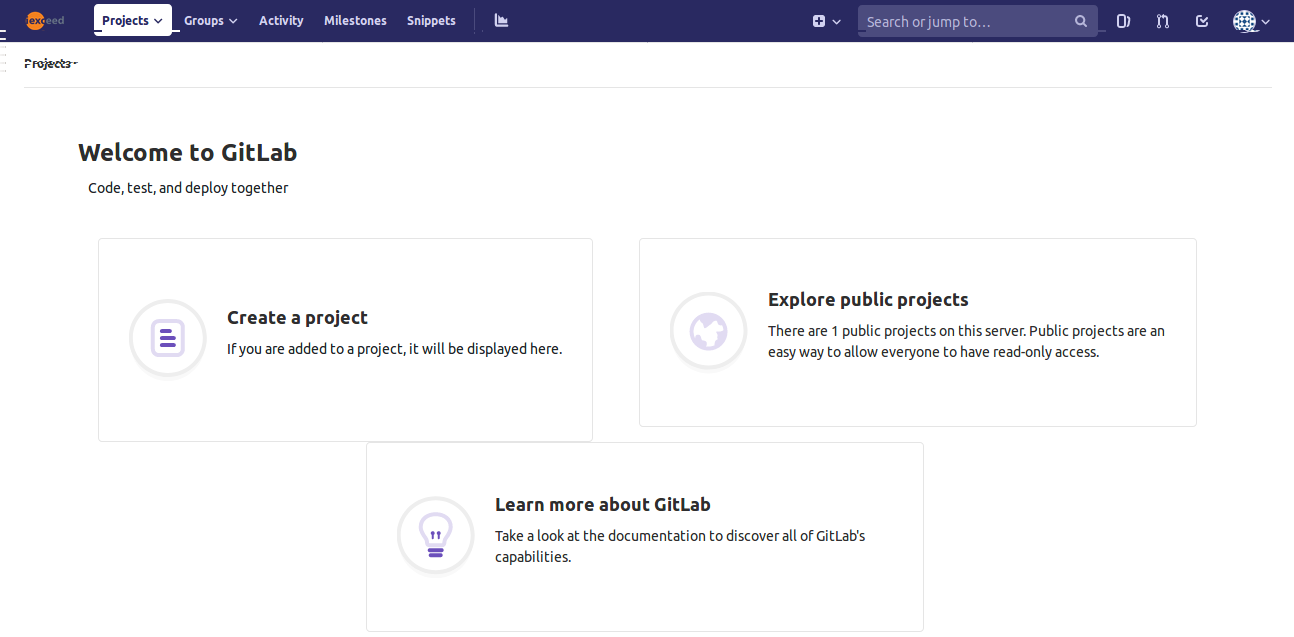 exceed
Projects
Groups
Activity
Milestones
Snippets
Search or jump to…
Projects
Welcome to GitLab
Code, test, and deploy together
Create a project
If you are added to a project, it will be displayed here.
Explore public projects
There are 1 public projects on this server. Public projects are an
easy way to allow everyone to have read-only access.
Learn more about GitLab
Take a look at the documentation to discover all of GitLab's
capabilities.